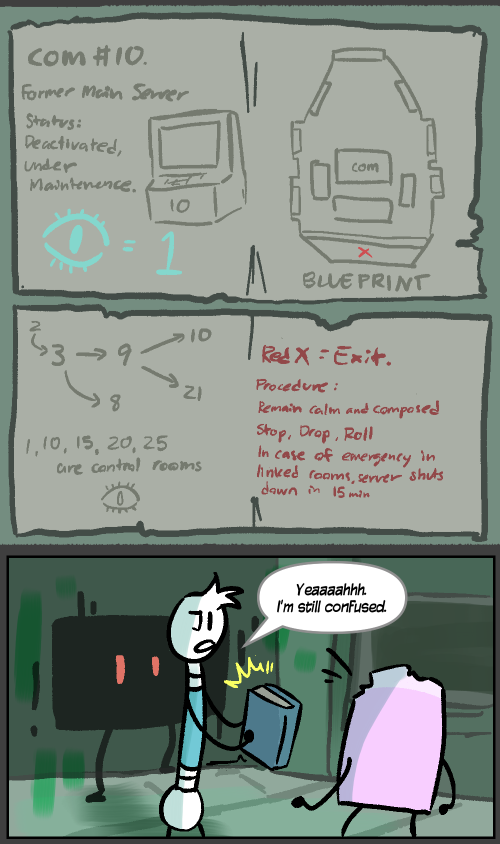 com #10.
Former Main Server
Status:
Deactivated,
under
Maintenence.
10
= 1
com
X
BLUEPRINT
2
3 → 9
10
21
8
1, 10, 15, 20, 25
are control rooms
Red X = Exit.
Procedure:
Remain calm and composed
Stop, Drop, Roll
In case of emergency in
linked rooms, server shuts
down in 15 min
Yeaaaahhh.
I'm still confused.